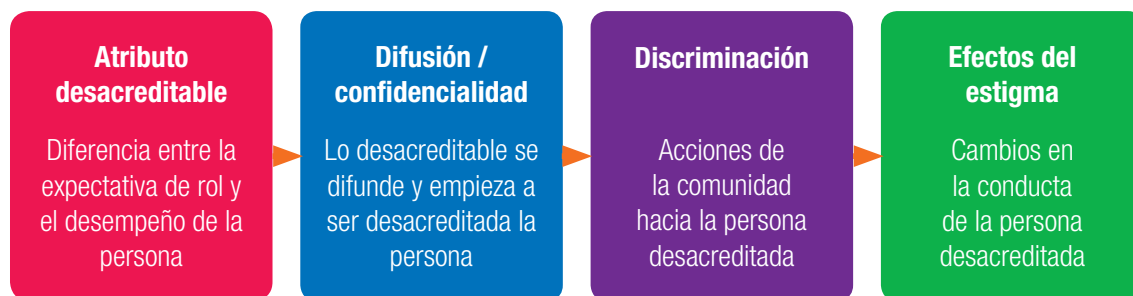 Atributo
desacreditable
Diferencia entre la
expectativa de rol y
el desempeño de la
persona
Difusión /
confidencialidad
Lo desacreditable se
difunde y empieza a
ser desacreditada la
persona
Discriminación
Acciones de
la comunidad
hacia la persona
desacreditada
Efectos del
estigma
Cambios en
la conducta
de la persona
desacreditada